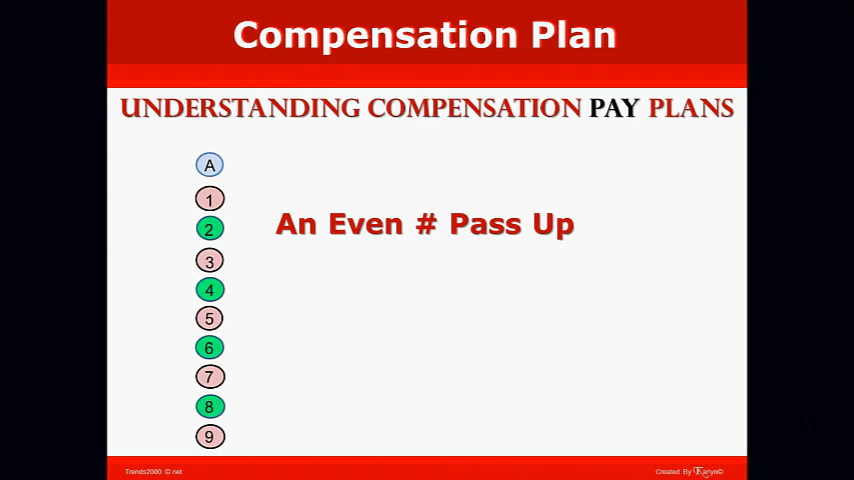 Compensation Plan
UNDERSTANDING COMPENSATION PAY PLANS
A
1
2
An Even # Pass Up
3
4
5
6
7
8
9
Trends2000 © net
Created By Karyn©